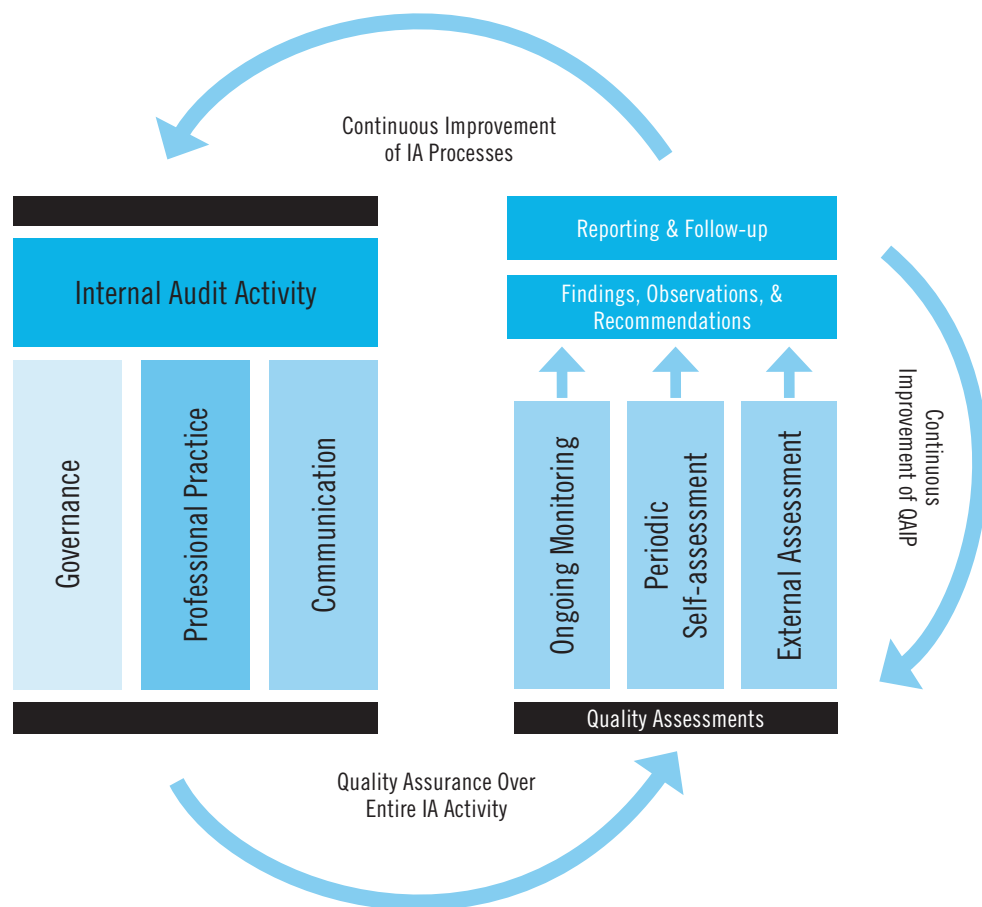 Continuous Improvement
of IA Processes
Internal Audit Activity
Governance
Professional Practice
Communication
Reporting & Follow-up
Findings, Observations, &
Recommendations
Ongoing Monitoring
Periodic
Self-assessment
External Assessment
Quality Assessments
Continuous
Improvement of QAIP
Quality Assurance Over
Entire IA Activity